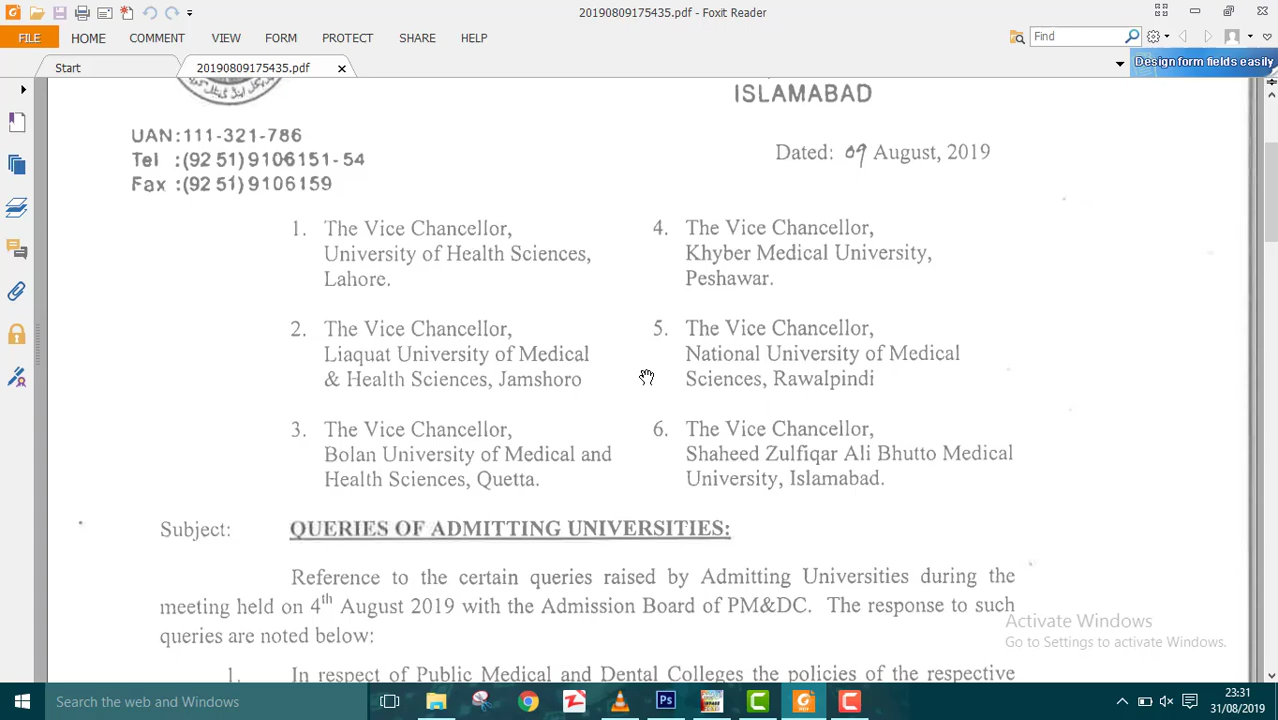 20190809175435.pdf - Foxit Reader
FILE HOME COMMENT VIEW FORM PROTECT SHARE HELP
Find
Start
20190809175435.pdf
Design form fields easily
ISLAMABAD
UAN:111-321-786
Tel :(92 51)9106151-54
Fax :(92 51)9106159
Dated: 09 August, 2019
1. The Vice Chancellor,
University of Health Sciences,
Lahore.
2. The Vice Chancellor,
Liaquat University of Medical
& Health Sciences, Jamshoro
3. The Vice Chancellor,
Bolan University of Medical and
Health Sciences, Quetta.
4. The Vice Chancellor,
Khyber Medical University,
Peshawar.
5. The Vice Chancellor,
National University of Medical
Sciences, Rawalpindi
6. The Vice Chancellor,
Shaheed Zulfiqar Ali Bhutto Medical
University, Islamabad.
Subject: QUERIES OF ADMITTING UNIVERSITIES:
Reference to the certain queries raised by Admitting Universities during the
meeting held on 4th August 2019 with the Admission Board of PM&DC. The response to such
queries are noted below:
1. In respect of Public Medical and Dental Colleges the policies of the respective
Activate Windows
Go to Settings to activate Windows.
Search the web and Windows
23:31
31/08/2019